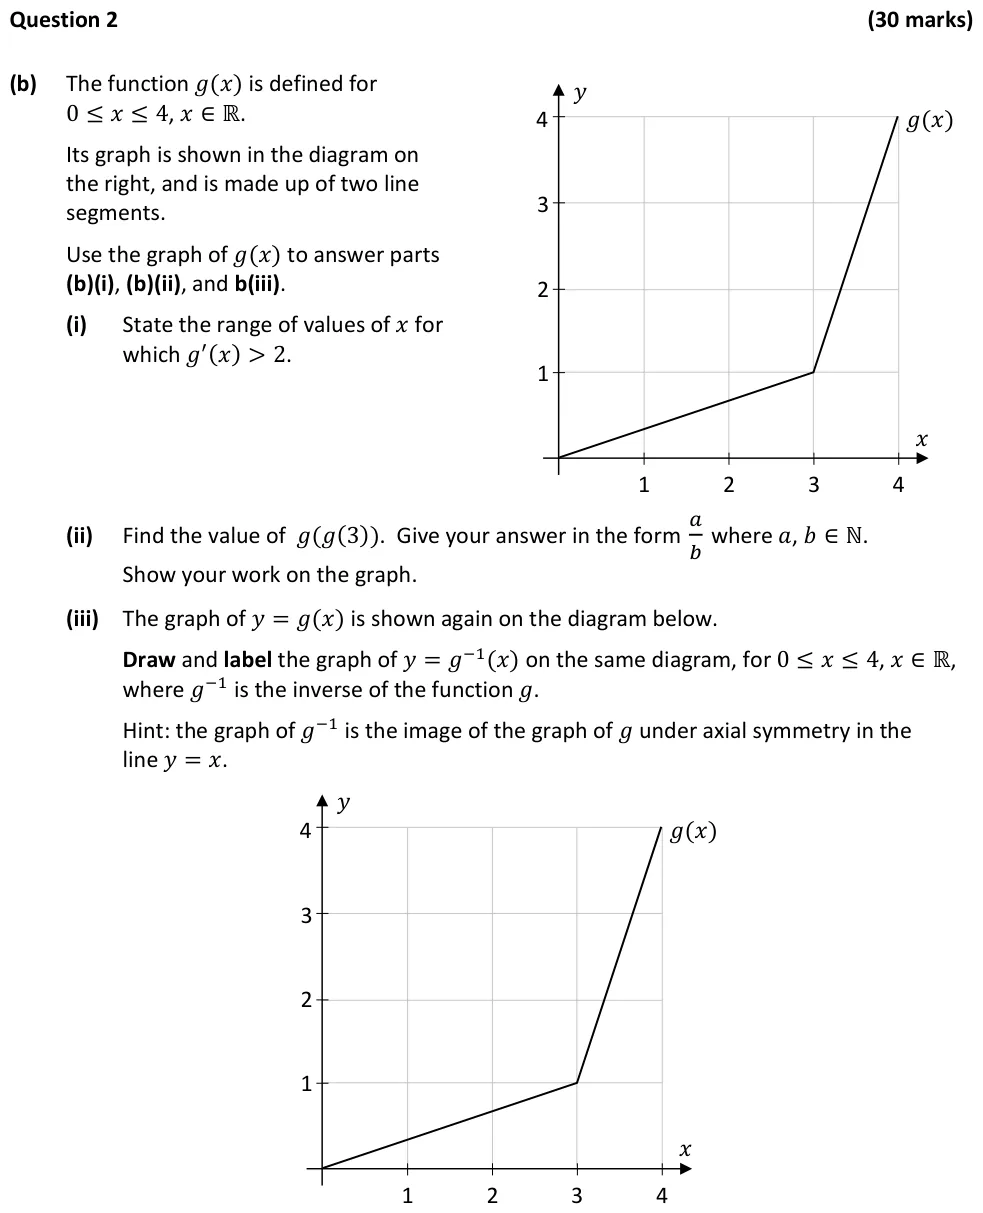 Question 2 (30 marks)
(b) The function g(x) is defined for
0 ≤ x ≤ 4, x ∈ ℝ.
Its graph is shown in the diagram on
the right, and is made up of two line
segments.
Use the graph of g(x) to answer parts
(b)(i), (b)(ii), and b(iii).
(i) State the range of values of x for
which g′(x) > 2.
y
4
g(x)
3
2
1
x
1 2 3 4
(ii) Find the value of g(g(3)). Give your answer in the form a/b where a, b ∈ ℕ.
Show your work on the graph.
(iii) The graph of y = g(x) is shown again on the diagram below.
Draw and label the graph of y = g⁻¹(x) on the same diagram, for 0 ≤ x ≤ 4, x ∈ ℝ,
where g⁻¹ is the inverse of the function g.
Hint: the graph of g⁻¹ is the image of the graph of g under axial symmetry in the
line y = x.
y
4
g(x)
3
2
1
x
1 2 3 4